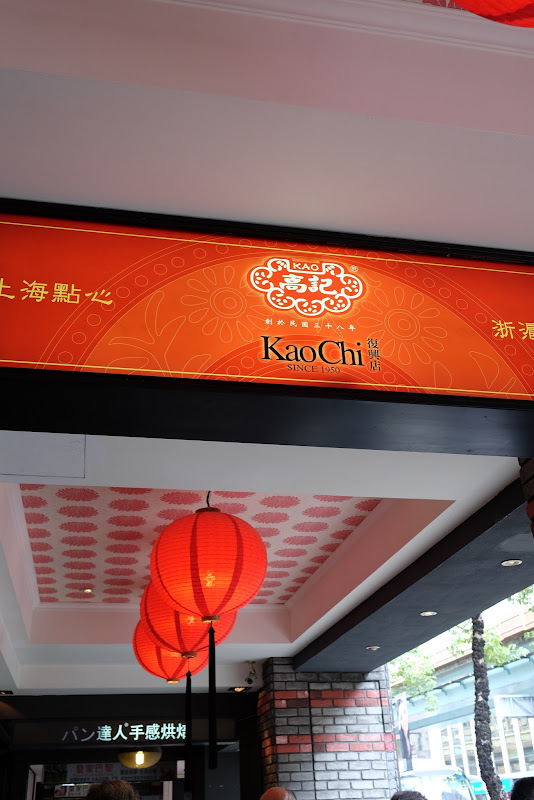 上海點心
KAO
®
高記
創於民國三十八年
KaoChi
復興店
SINCE 1950
浙滬
パン達人手感烘焙